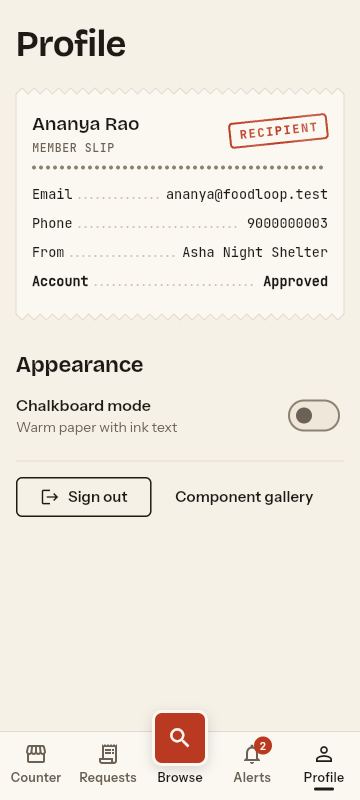 Profile
Ananya Rao
MEMBER SLIP
RECIPIENT
Email ananya@foodloop.test
Phone 9000000003
From Asha Night Shelter
Account Approved
Appearance
Chalkboard mode
Warm paper with ink text
Sign out Component gallery
2
Counter Requests Browse Alerts Profile